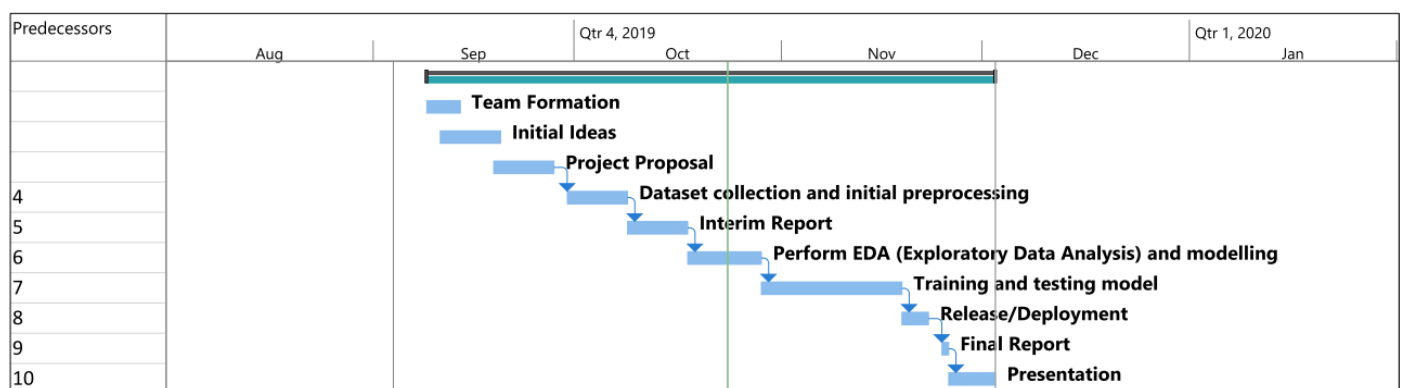 Predecessors
Qtr 4, 2019
Qtr 1, 2020
Aug
Sep
Oct
Nov
Dec
Jan
Team Formation
Initial Ideas
Project Proposal
4
Dataset collection and initial preprocessing
5
Interim Report
6
Perform EDA (Exploratory Data Analysis) and modelling
7
Training and testing model
8
Release/Deployment
9
Final Report
10
Presentation